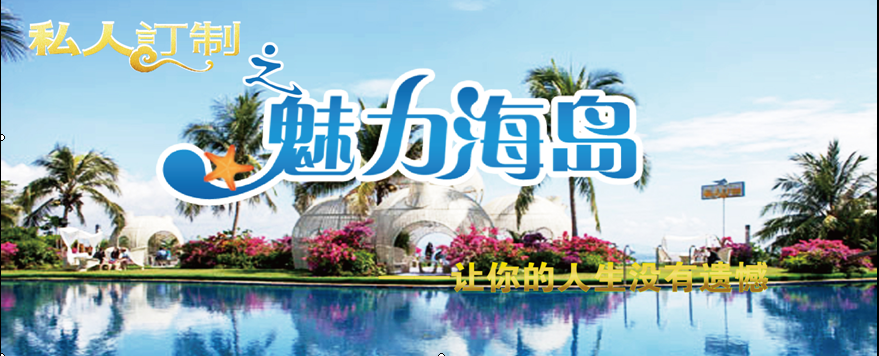 私人訂制
之
魅力海岛
让你的人生没有遗憾